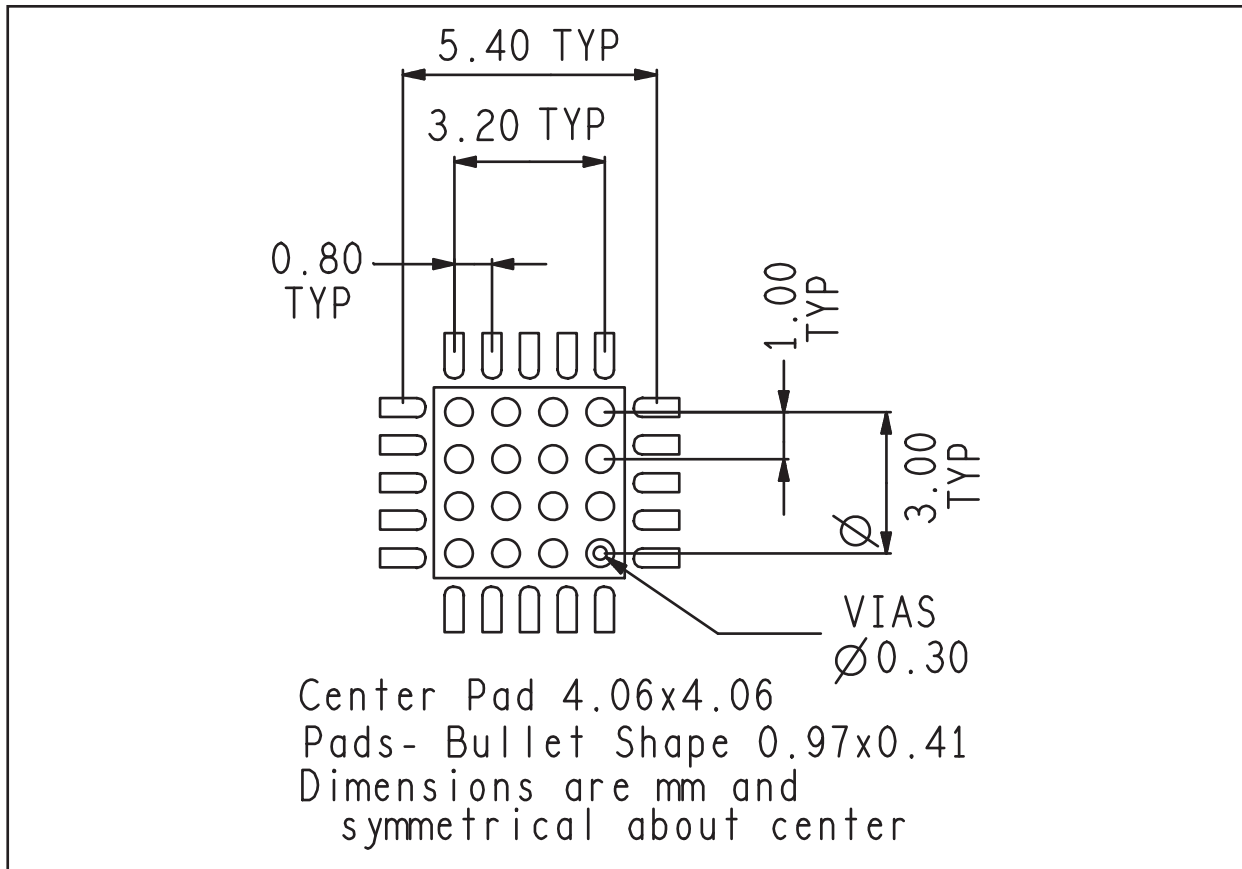 5.40 TYP
3.20 TYP
0.80
TYP
1.00
TYP
3.00
TYP
Ø
VIAS
Ø0.30
Center Pad 4.06x4.06
Pads- Bullet Shape 0.97x0.41
Dimensions are mm and
symmetrical about center